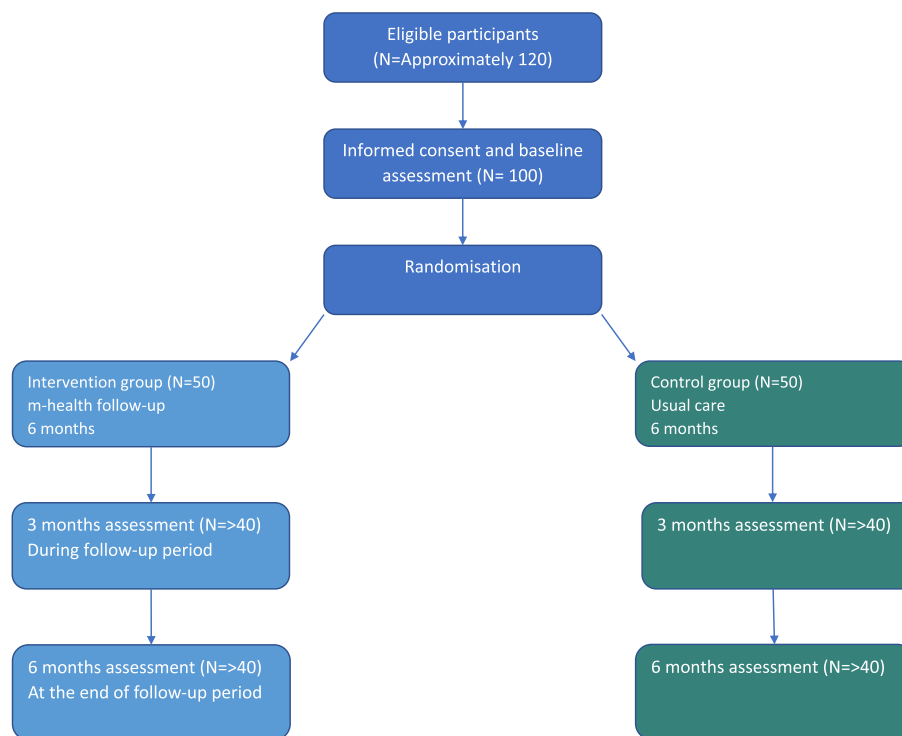 Eligible participants
(N=Approximately 120)
Informed consent and baseline
assessment (N= 100)
Randomisation
Intervention group (N=50)
m-health follow-up
6 months
Control group (N=50)
Usual care
6 months
3 months assessment (N=>40)
During follow-up period
3 months assessment (N=>40)
6 months assessment (N=>40)
At the end of follow-up period
6 months assessment (N=>40)